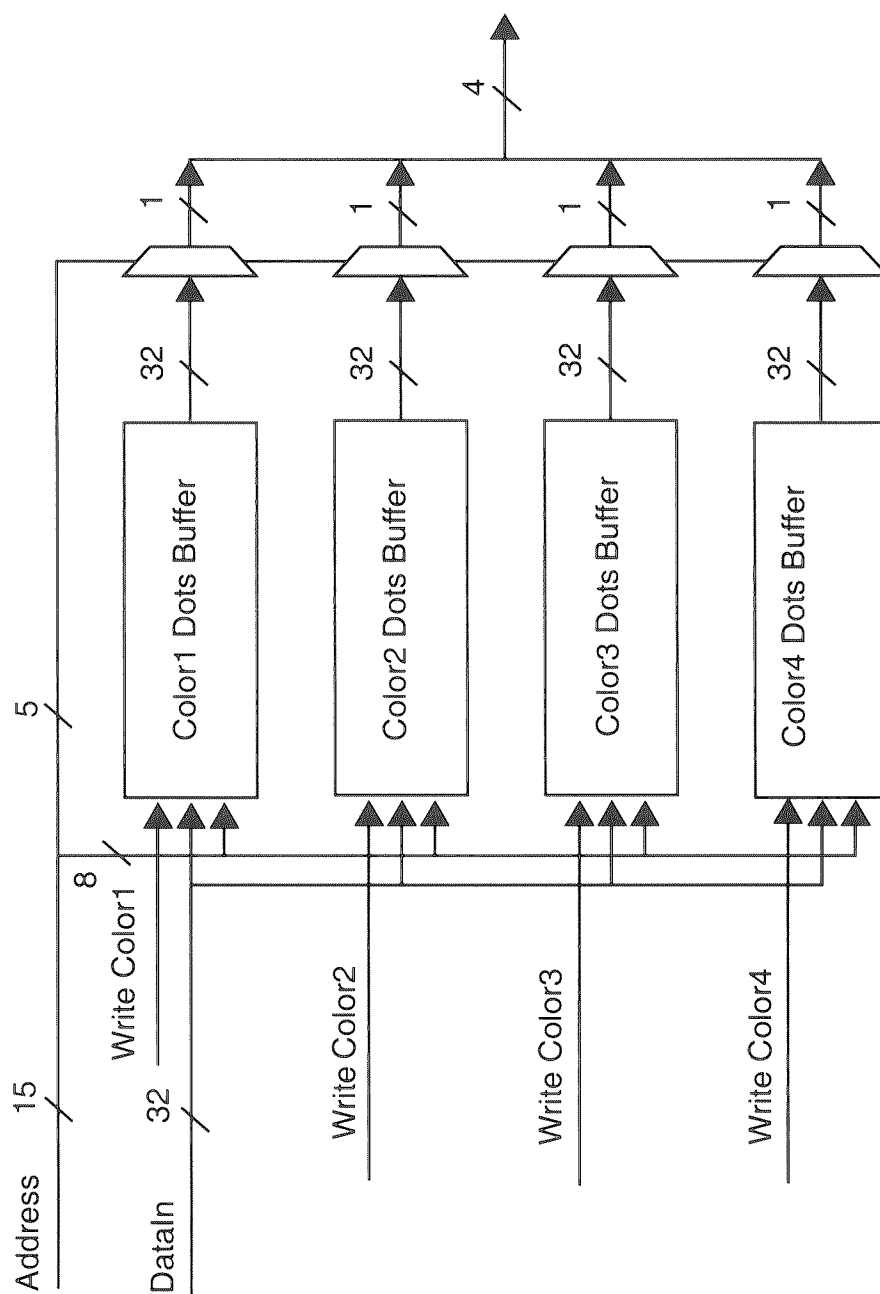 Address
15
5
8
Write Color1
Color1 Dots Buffer
32
1
DataIn
32
Write Color2
Color2 Dots Buffer
32
1
4
Write Color3
Color3 Dots Buffer
32
1
Write Color4
Color4 Dots Buffer
32
1